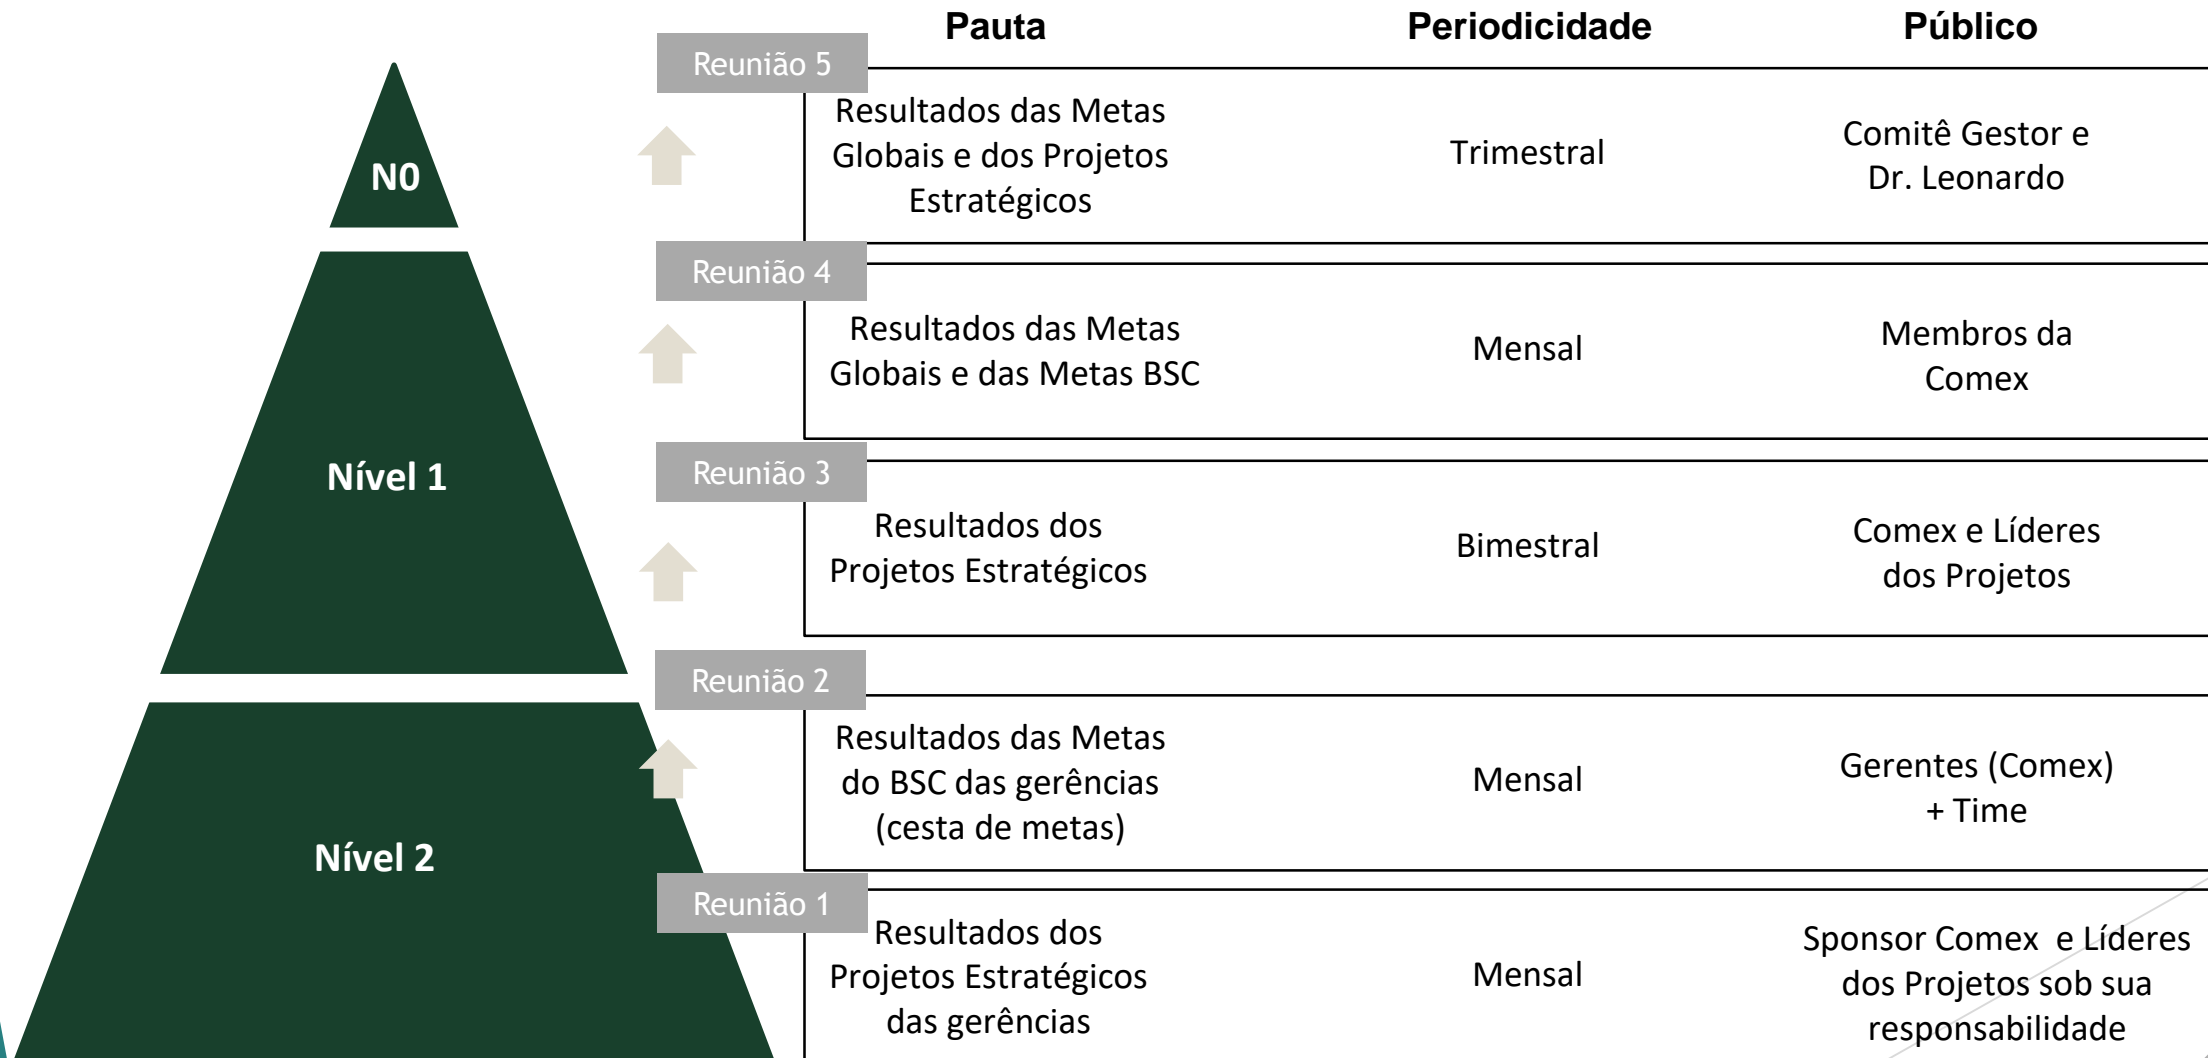 Pauta
Periodicidade
Público
Reunião 5
N0
Resultados das Metas
Globais e dos Projetos
Estratégicos
Trimestral
Comitê Gestor e
Dr. Leonardo
Reunião 4
Nível 1
Resultados das Metas
Globais e das Metas BSC
Mensal
Membros da
Comex
Reunião 3
Resultados dos
Projetos Estratégicos
Bimestral
Comex e Líderes
dos Projetos
Reunião 2
Nível 2
Resultados das Metas
do BSC das gerências
(cesta de metas)
Mensal
Gerentes (Comex)
+ Time
Reunião 1
Resultados dos
Projetos Estratégicos
das gerências
Mensal
Sponsor Comex e Líderes
dos Projetos sob sua
responsabilidade